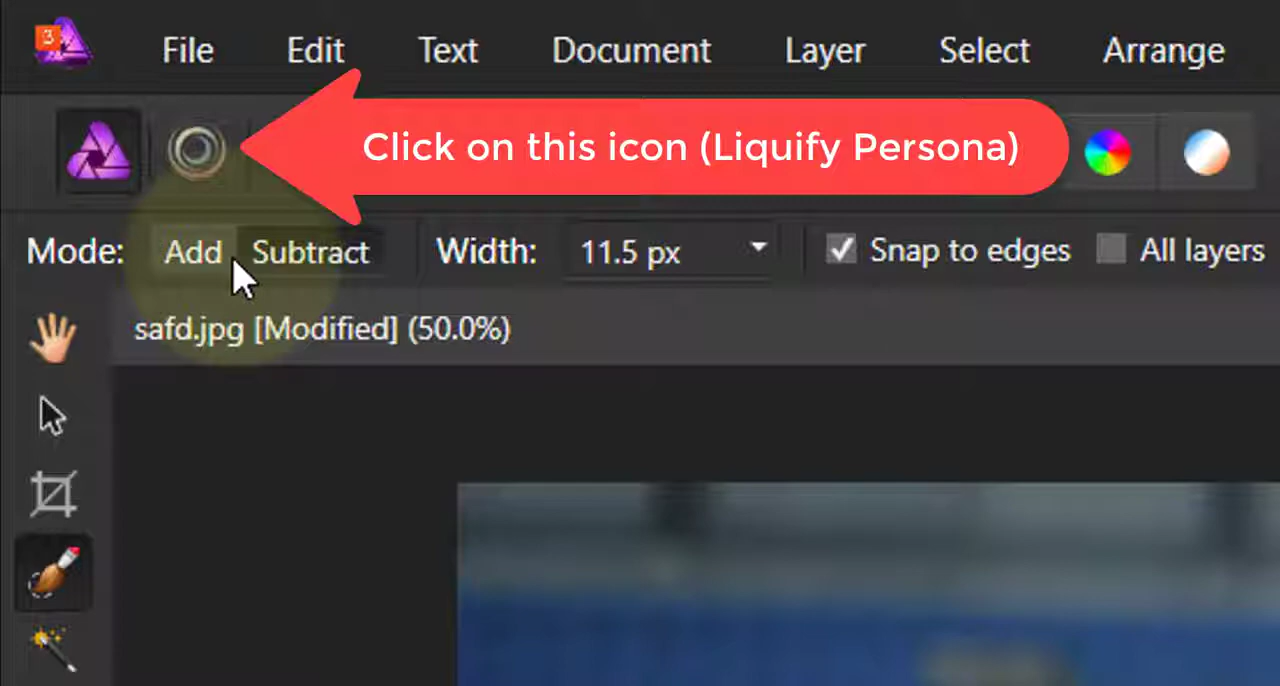 3
File Edit Text Document Layer Select Arrange
Click on this icon (Liquify Persona)
Mode: Add Subtract Width: 11.5 px Snap to edges All layers
safd.jpg [Modified] (50.0%)